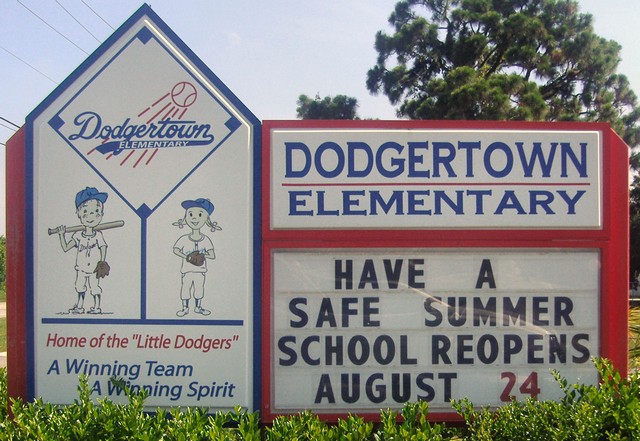 Dodgertown
ELEMENTARY
Dodgers
Home of the "Little Dodgers"
A Winning Team
A Winning Spirit
DODGERTOWN
ELEMENTARY
HAVE A
SAFE SUMMER
SCHOOL REOPENS
AUGUST 24